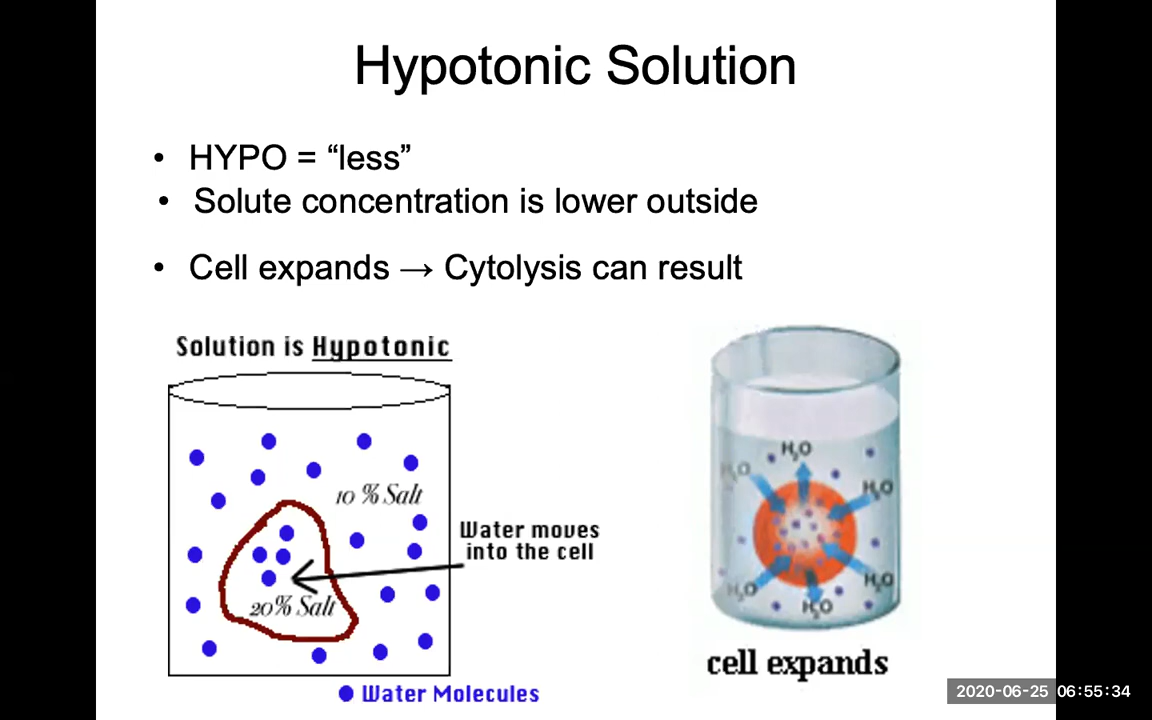 Hypotonic Solution
• HYPO = “less”
• Solute concentration is lower outside
• Cell expands → Cytolysis can result
Solution is Hypotonic
10 % Salt
Water moves
into the cell
20% Salt
Water Molecules
H₂O
H₂O
H₂O
H₂O
H₂O
H₂O
cell expands
2020-06-25 06:55:34